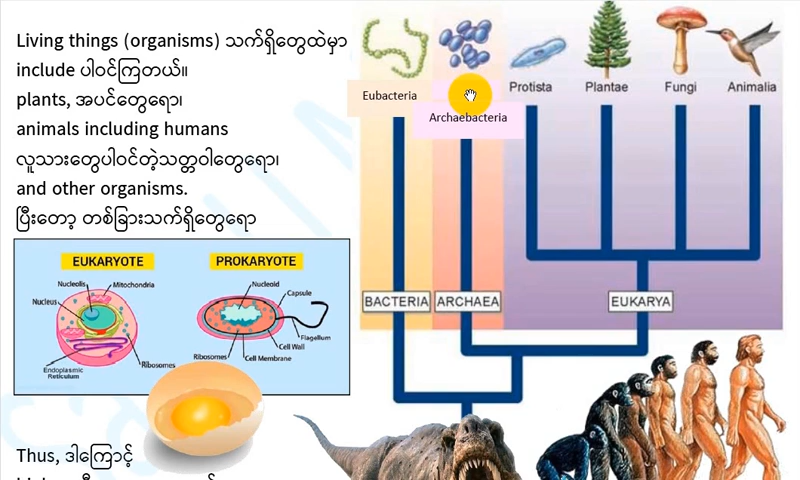 Living things (organisms) သက်ရှိတွေထဲမှာ
include ပါဝင်ကြတယ်။
plants, အပင်တွေရော၊
animals including humans
လူသားတွေပါဝင်တဲ့သတ္တဝါတွေရော၊
and other organisms.
ပြီးတော့ တစ်ခြားသက်ရှိတွေရော
EUKARYOTE
Nucleolis
Mitochondria
Nucleus
Ribosomes
Endoplasmic
Reticulum
PROKARYOTE
Nucleoid
Capsule
Flagellum
Cell Wall
Ribosomes
Cell Membrane
Thus, ဒါကြောင့်
Eubacteria
Archaebacteria
Protista
Plantae
Fungi
Animalia
BACTERIA
ARCHAEA
EUKARYA